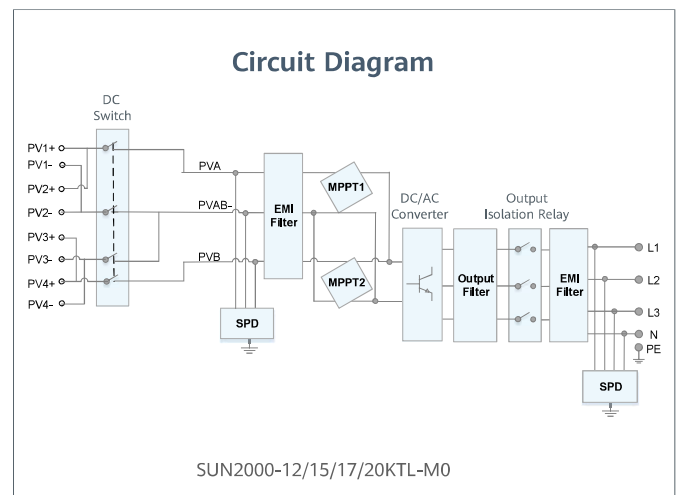 Circuit Diagram
DC
Switch
PV1+
PV1-
PV2+
PV2-
PV3+
PV3-
PV4+
PV4-
PVA
PVAB-
PVB
EMI
Filter
SPD
MPPT1
MPPT2
DC/AC
Converter
Output
Filter
Output
Isolation Relay
EMI
Filter
L1
L2
L3
N
PE
SPD
SUN2000-12/15/17/20KTL-M0